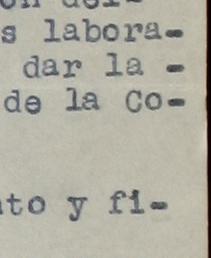 s labora-
dar la -
de la Co-
to y fi-